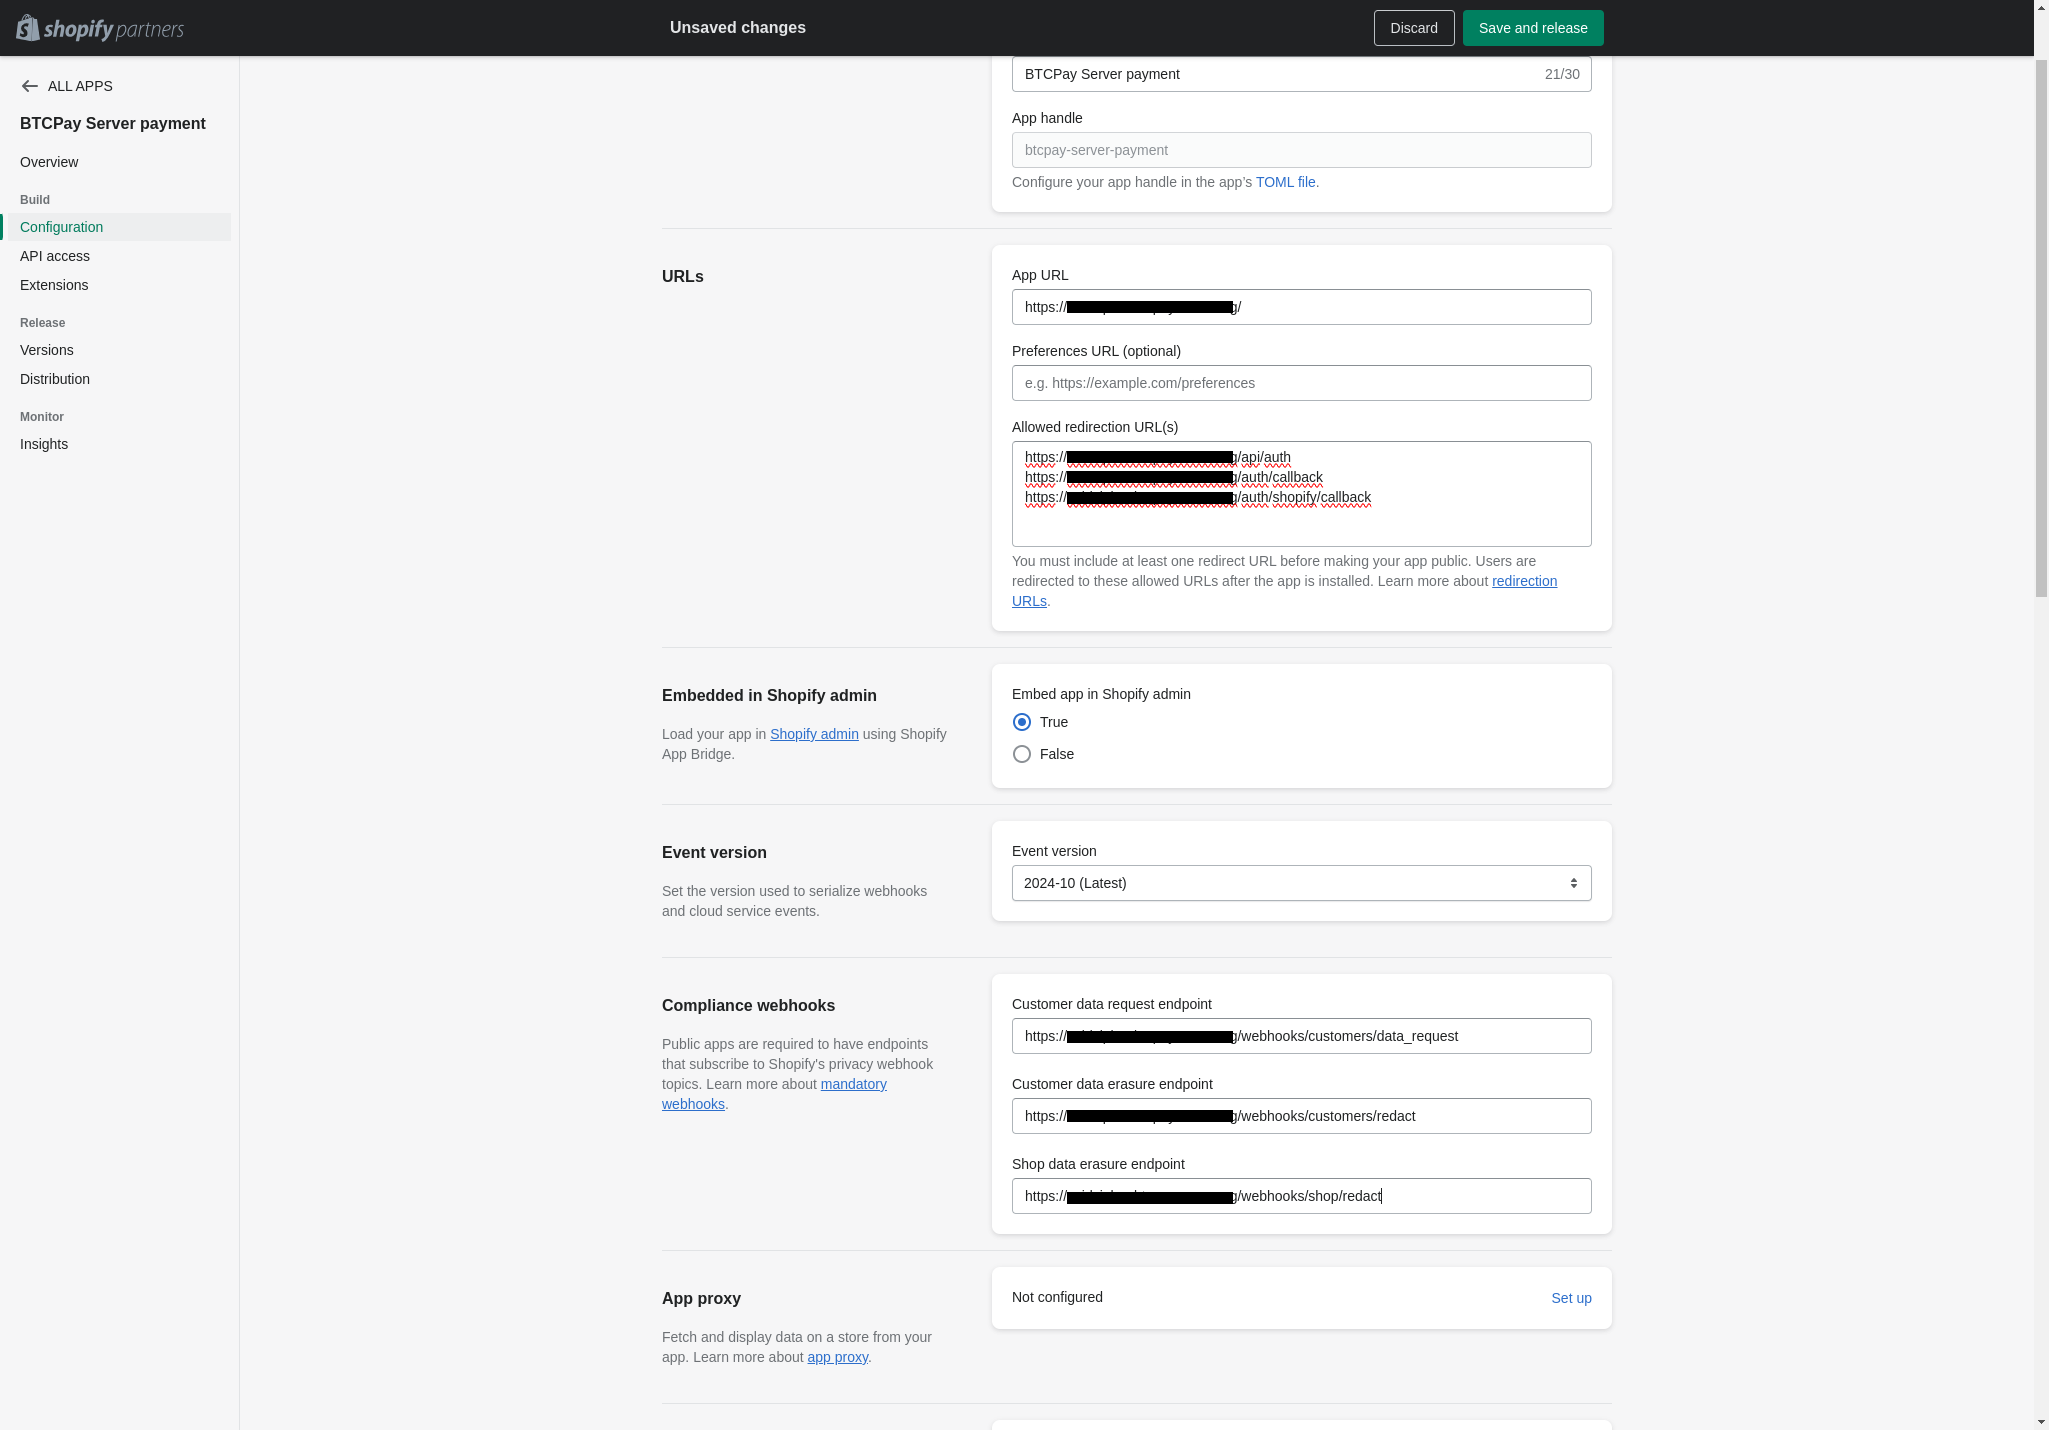 shopify partners
Unsaved changes
Discard
Save and release
ALL APPS
BTCPay Server payment
Overview
Build
Configuration
API access
Extensions
Release
Versions
Distribution
Monitor
Insights
BTCPay Server payment
21/30
App handle
btcpay-server-payment
Configure your app handle in the app's TOML file.
URLs
App URL
https:// g/
Preferences URL (optional)
e.g. https://example.com/preferences
Allowed redirection URL(s)
https:// g/api/auth
https:// g/auth/callback
https:// g/auth/shopify/callback
You must include at least one redirect URL before making your app public. Users are
redirected to these allowed URLs after the app is installed. Learn more about redirection
URLs.
Embedded in Shopify admin
Load your app in Shopify admin using Shopify
App Bridge.
Embed app in Shopify admin
True
False
Event version
Set the version used to serialize webhooks
and cloud service events.
Event version
2024-10 (Latest)
Compliance webhooks
Public apps are required to have endpoints
that subscribe to Shopify's privacy webhook
topics. Learn more about mandatory
webhooks.
Customer data request endpoint
https:// g/webhooks/customers/data_request
Customer data erasure endpoint
https:// g/webhooks/customers/redact
Shop data erasure endpoint
https:// g/webhooks/shop/redact
App proxy
Fetch and display data on a store from your
app. Learn more about app proxy.
Not configured
Set up